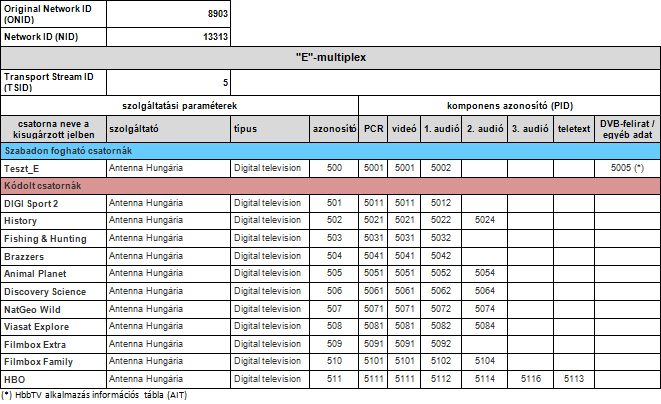 Original Network ID (ONID) 8903
Network ID (NID) 13313
"E"-multiplex
Transport Stream ID (TSID) 5
szolgáltatási paraméterek komponens azonosító (PID)
csatorna neve a kisugárzott jelben szolgáltató típus azonosító PCR videó 1. audió 2. audió 3. audió teletext DVB-felirat / egyéb adat
Szabadon fogható csatornák
Teszt_E Antenna Hungária Digital television 500 5001 5001 5002 5005 (*)
Kódolt csatornák
DIGI Sport 2 Antenna Hungária Digital television 501 5011 5011 5012
History Antenna Hungária Digital television 502 5021 5021 5022 5024
Fishing & Hunting Antenna Hungária Digital television 503 5031 5031 5032
Brazzers Antenna Hungária Digital television 504 5041 5041 5042
Animal Planet Antenna Hungária Digital television 505 5051 5051 5052 5054
Discovery Science Antenna Hungária Digital television 506 5061 5061 5062 5064
NatGeo Wild Antenna Hungária Digital television 507 5071 5071 5072 5074
Viasat Explore Antenna Hungária Digital television 508 5081 5081 5082 5084
Filmbox Extra Antenna Hungária Digital television 509 5091 5091 5092
Filmbox Family Antenna Hungária Digital television 510 5101 5101 5102 5104
HBO Antenna Hungária Digital television 511 5111 5111 5112 5114 5116 5113
(*) HbbTV alkalmazás információs tábla (AIT)